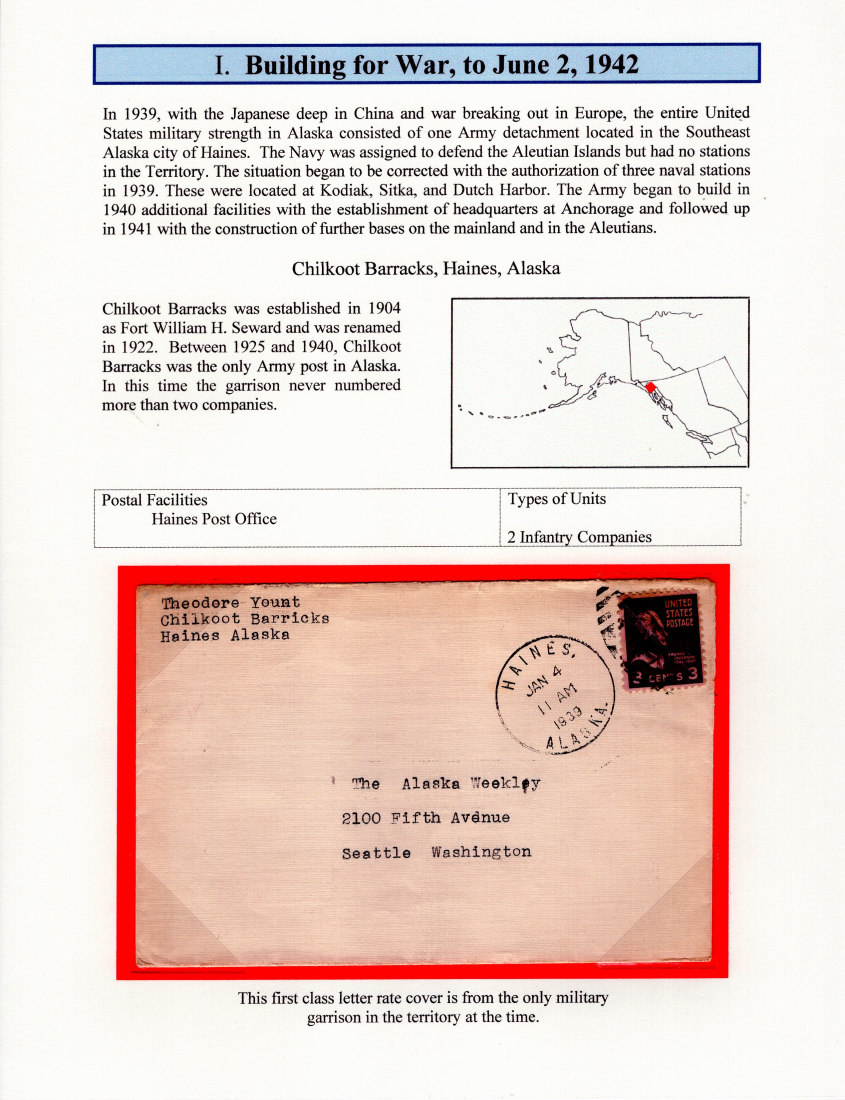 I. Building for War, to June 2, 1942
In 1939, with the Japanese deep in China and war breaking out in Europe, the entire United
States military strength in Alaska consisted of one Army detachment located in the Southeast
Alaska city of Haines. The Navy was assigned to defend the Aleutian Islands but had no stations
in the Territory. The situation began to be corrected with the authorization of three naval stations
in 1939. These were located at Kodiak, Sitka, and Dutch Harbor. The Army began to build in
1940 additional facilities with the establishment of headquarters at Anchorage and followed up
in 1941 with the construction of further bases on the mainland and in the Aleutians.
Chilkoot Barracks, Haines, Alaska
Chilkoot Barracks was established in 1904
as Fort William H. Seward and was renamed
in 1922. Between 1925 and 1940, Chilkoot
Barracks was the only Army post in Alaska.
In this time the garrison never numbered
more than two companies.
Postal Facilities
Haines Post Office
Types of Units
2 Infantry Companies
Theodore Yount
Chilkoot Barricks
Haines Alaska
HAINES,
JAN 4
11 AM
1939
ALASKA.
UNITED
STATES
POSTAGE
3 CENTS 3
The Alaska Weekly
2100 Fifth Avenue
Seattle Washington
This first class letter rate cover is from the only military
garrison in the territory at the time.